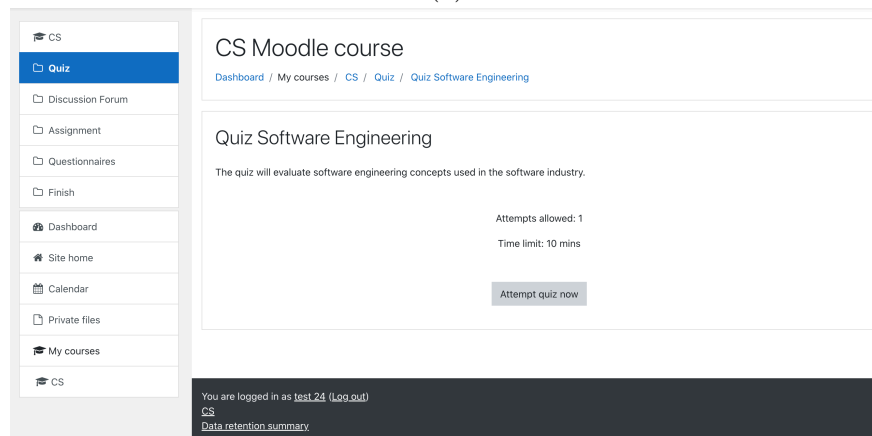 CS
Quiz
Discussion Forum
Assignment
Questionnaires
Finish
Dashboard
Site home
Calendar
Private files
My courses
CS
CS Moodle course
Dashboard / My courses / CS / Quiz / Quiz Software Engineering
Quiz Software Engineering
The quiz will evaluate software engineering concepts used in the software industry.
Attempts allowed: 1
Time limit: 10 mins
Attempt quiz now
You are logged in as test 24 (Log out)
CS
Data retention summary